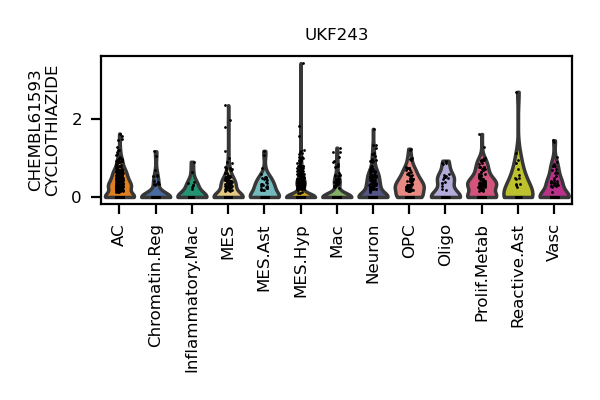 UKF243
CHEMBL61593
CYCLOTHIAZIDE
2
0
AC
Chromatin.Reg
Inflammatory.Mac
MES
MES.Ast
MES.Hyp
Mac
Neuron
OPC
Oligo
Prolif.Metab
Reactive.Ast
Vasc